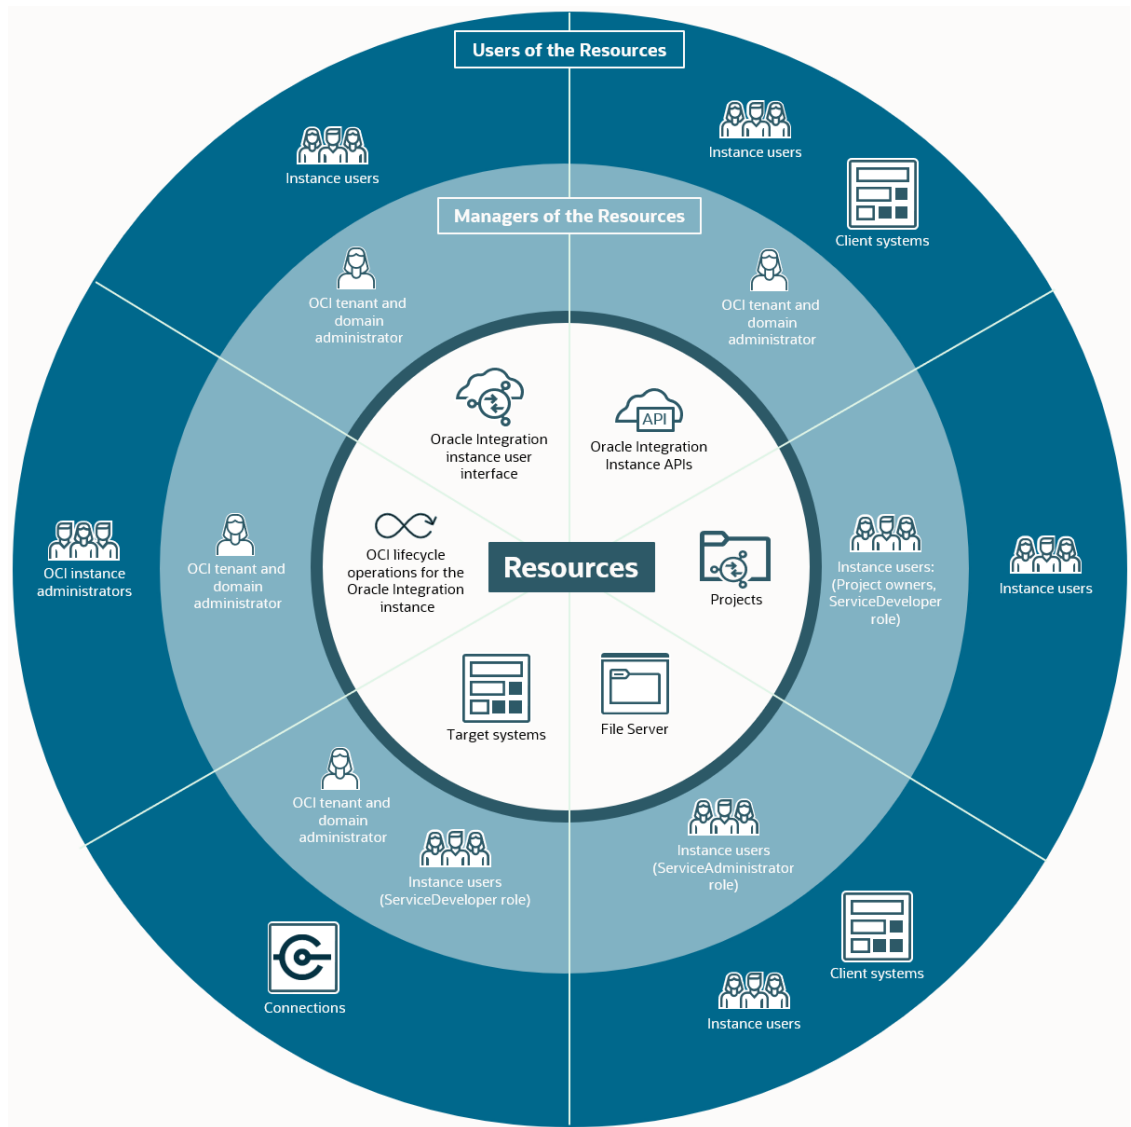 Users of the Resources
Instance users
Instance users
Client systems
Managers of the Resources
OCI tenant and
domain
administrator
OCI tenant and
domain
administrator
Oracle Integration
instance user
interface
API
Oracle Integration
Instance APIs
OCI instance
administrators
OCI tenant and
domain
administrator
OCI lifecycle
operations for the
Oracle Integration
instance
Resources
Projects
Instance users:
(Project owners,
ServiceDeveloper
role)
Instance users
Target systems
File Server
OCI tenant and
domain
administrator
Instance users
(ServiceDeveloper role)
Instance users
(ServiceAdministrator
role)
Connections
Client systems
Instance users